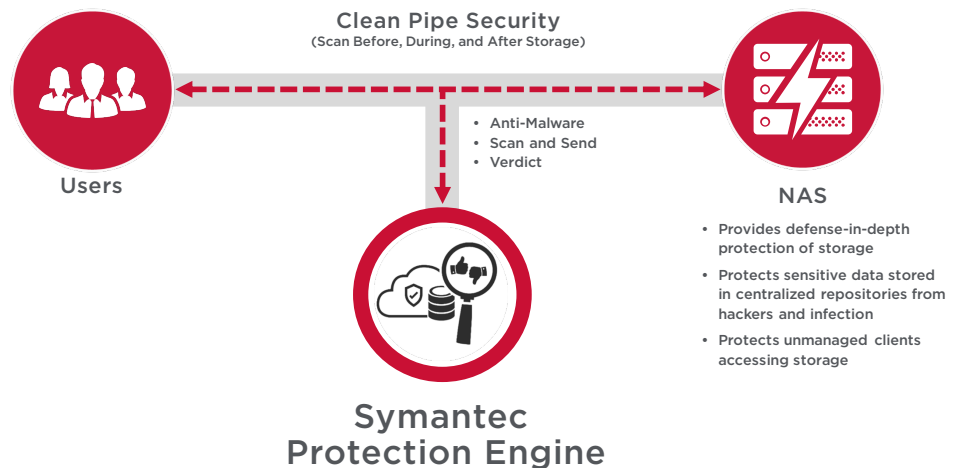 Clean Pipe Security
(Scan Before, During, and After Storage)
• Anti-Malware
• Scan and Send
• Verdict
Users
NAS
• Provides defense-in-depth
protection of storage
• Protects sensitive data stored
in centralized repositories from
hackers and infection
• Protects unmanaged clients
accessing storage
Symantec
Protection Engine